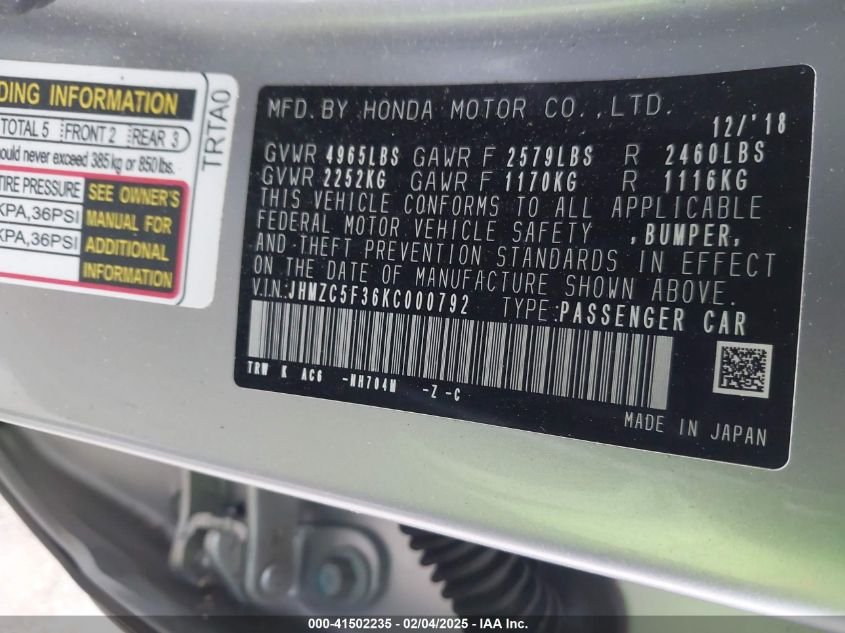 DING INFORMATION
TOTAL 5 FRONT 2 REAR 3
ould never exceed 385 kg or 850 lbs.
TIRE PRESSURE
KPA,36PSI
KPA,36PSI
SEE OWNER'S
MANUAL FOR
ADDITIONAL
INFORMATION
TRTA0
MFD.BY HONDA MOTOR CO.,LTD.
12/'18
GVWR 4965LBS GAWR F 2579LBS R 2460LBS
GVWR 2252KG GAWR F 1170KG R 1116KG
THIS VEHICLE CONFORMS TO ALL APPLICABLE
FEDERAL MOTOR VEHICLE SAFETY ,BUMPER,
AND THEFT PREVENTION STANDARDS IN EFFECT
ON THE DATE OF MANUFACTURE SHOWN ABOVE.
V.I.N:JHMZC5F36KC000792 TYPE:PASSENGER CAR
TRW K AC6 -NH704M -Z -C
MADE IN JAPAN
000-41502235 - 02/04/2025 - IAA Inc.